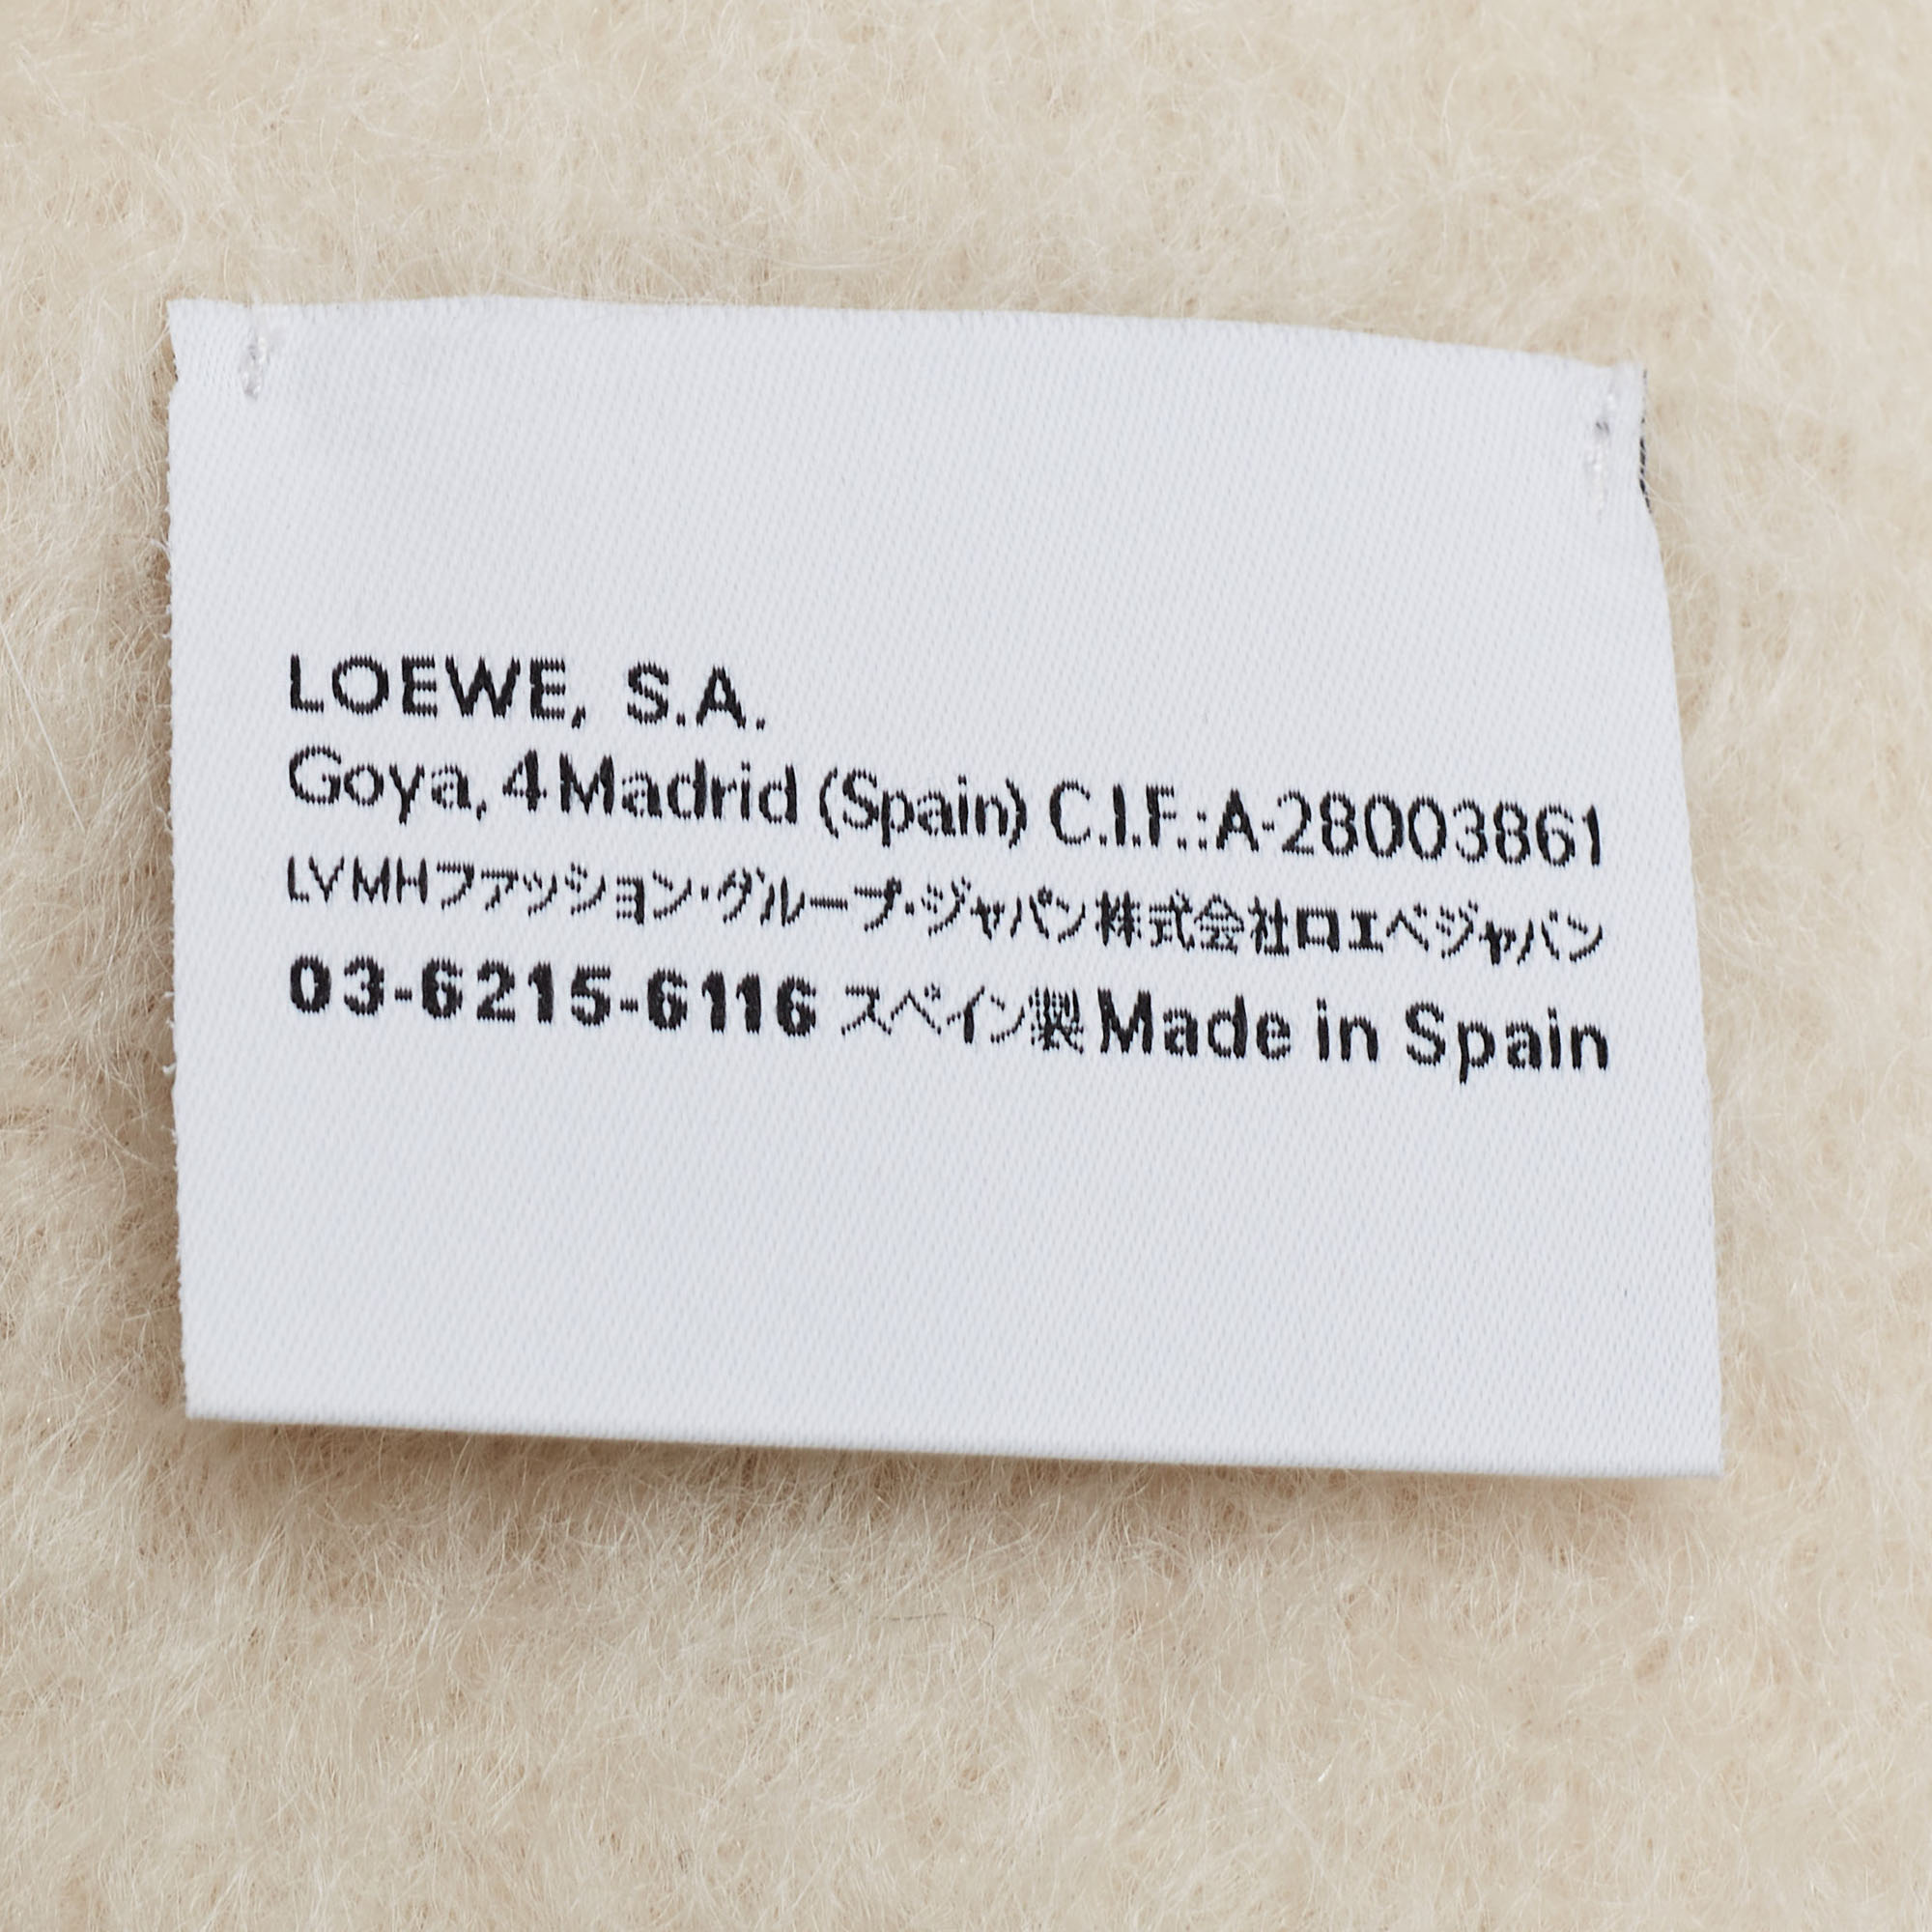 LOEWE, S.A.
Goya, 4 Madrid (Spain) C.I.F.:A-28003861
LVMHファッション・グループ・ジャパン株式会社ロエベジャパン
03-6215-6116 スペイン製 Made in Spain